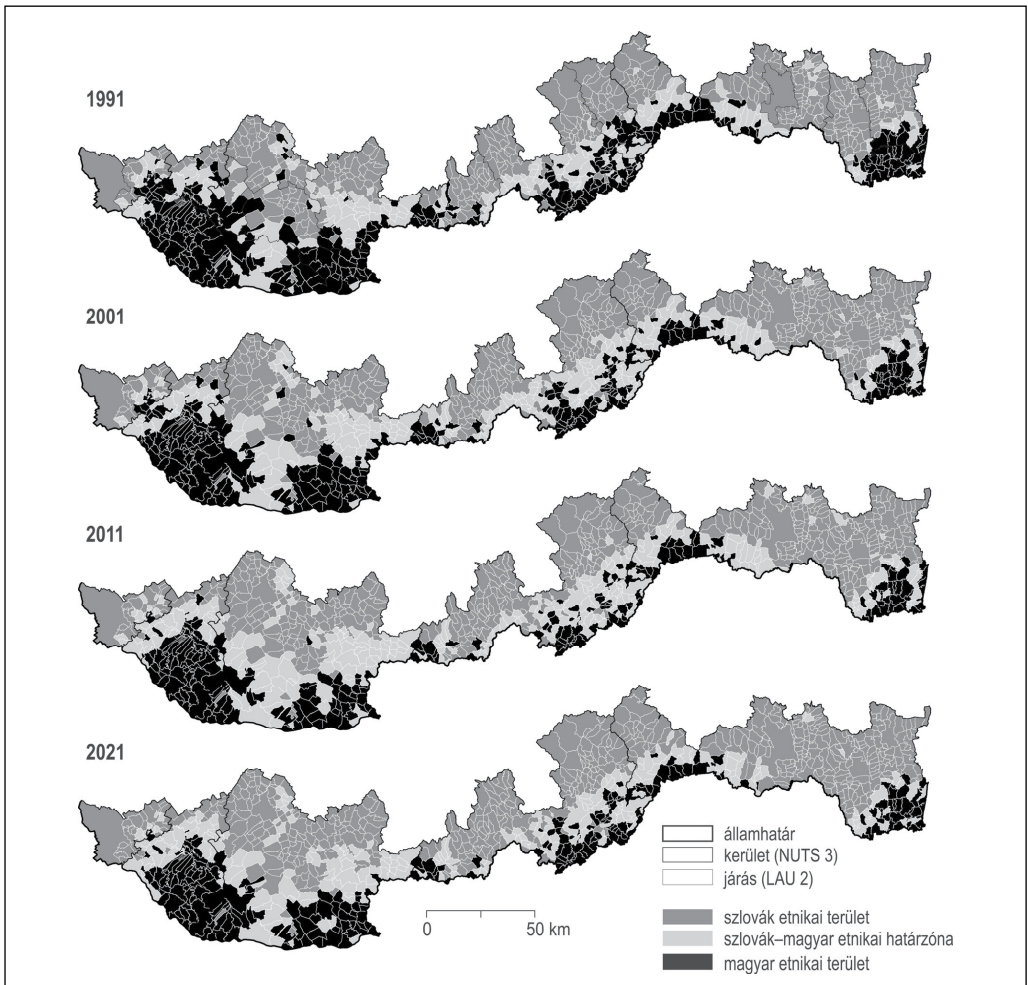 1991
2001
2011
2021
államhatár
kerület (NUTS 3)
járás (LAU 2)
szlovák etnikai terület
szlovák–magyar etnikai határzóna
magyar etnikai terület
0 50 km